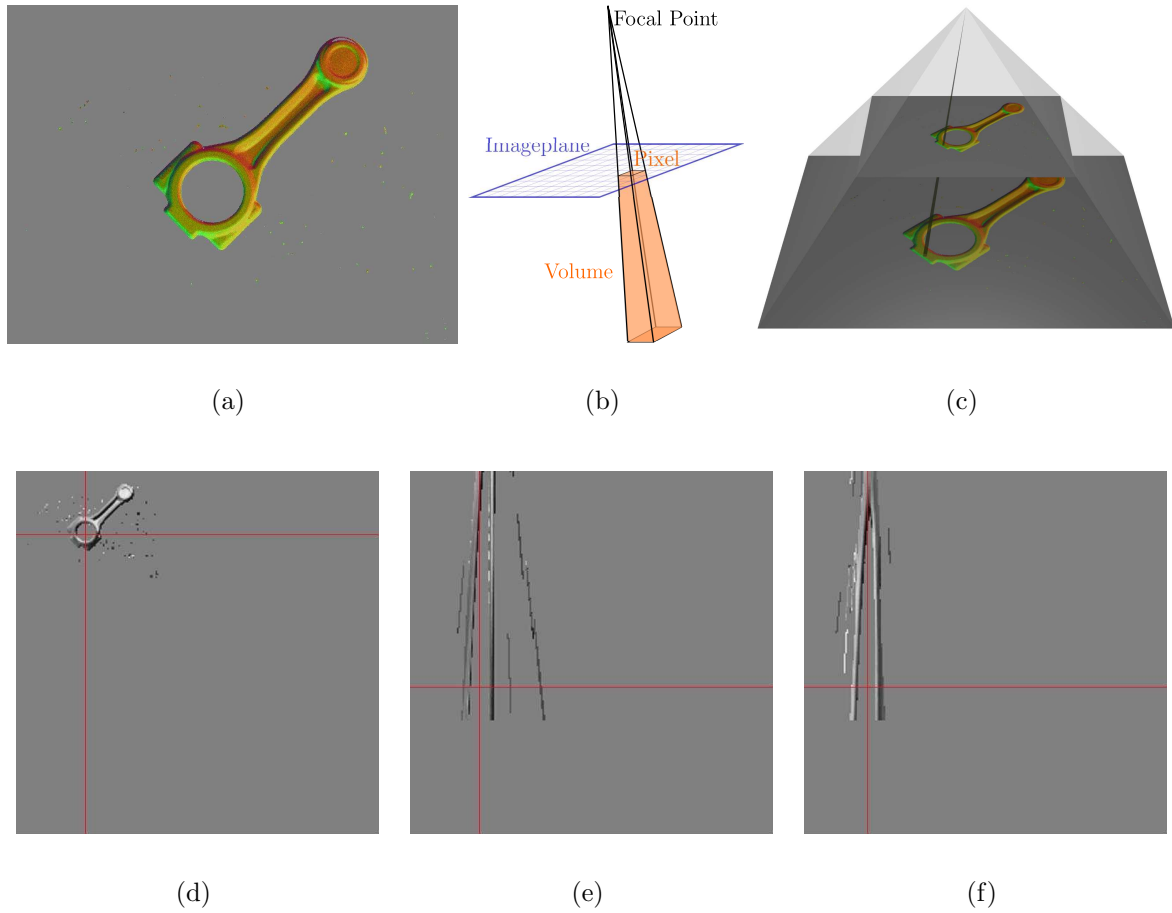 Focal Point
Imageplane
Pixel
Volume
(a)
(b)
(c)
(d)
(e)
(f)